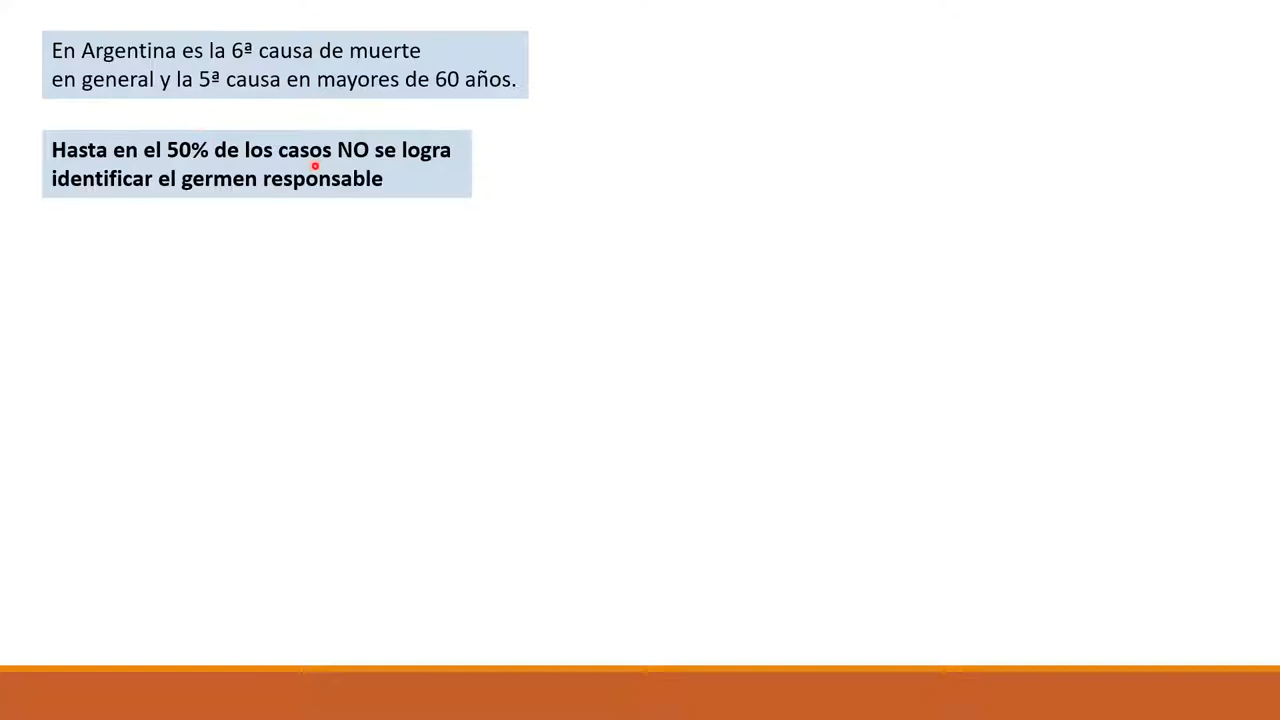 En Argentina es la 6ª causa de muerte
en general y la 5ª causa en mayores de 60 años.
Hasta en el 50% de los casos NO se logra
identificar el germen responsable